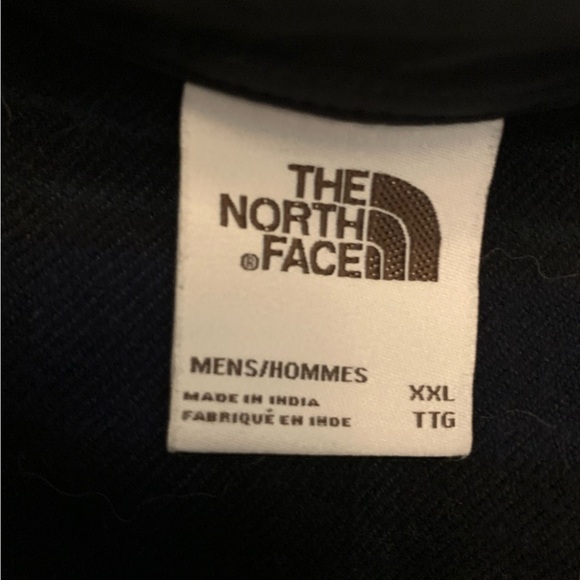 THE
NORTH
®FACE
MENS/HOMMES
MADE IN INDIA
FABRIQUÉ EN INDE
XXL
TTG